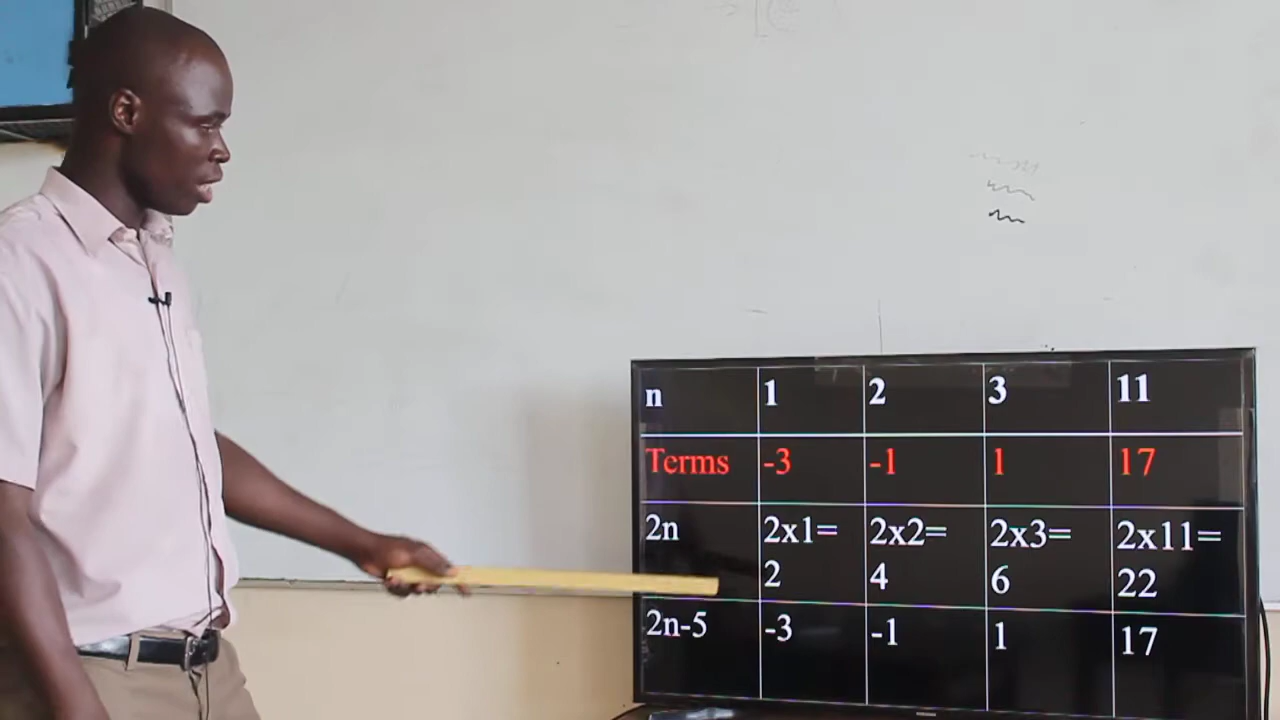 n 1 2 3 11
Terms -3 -1 1 17
2n 2x1= 2x2= 2x3= 2x11=
2 4 6 22
2n-5 -3 -1 1 17